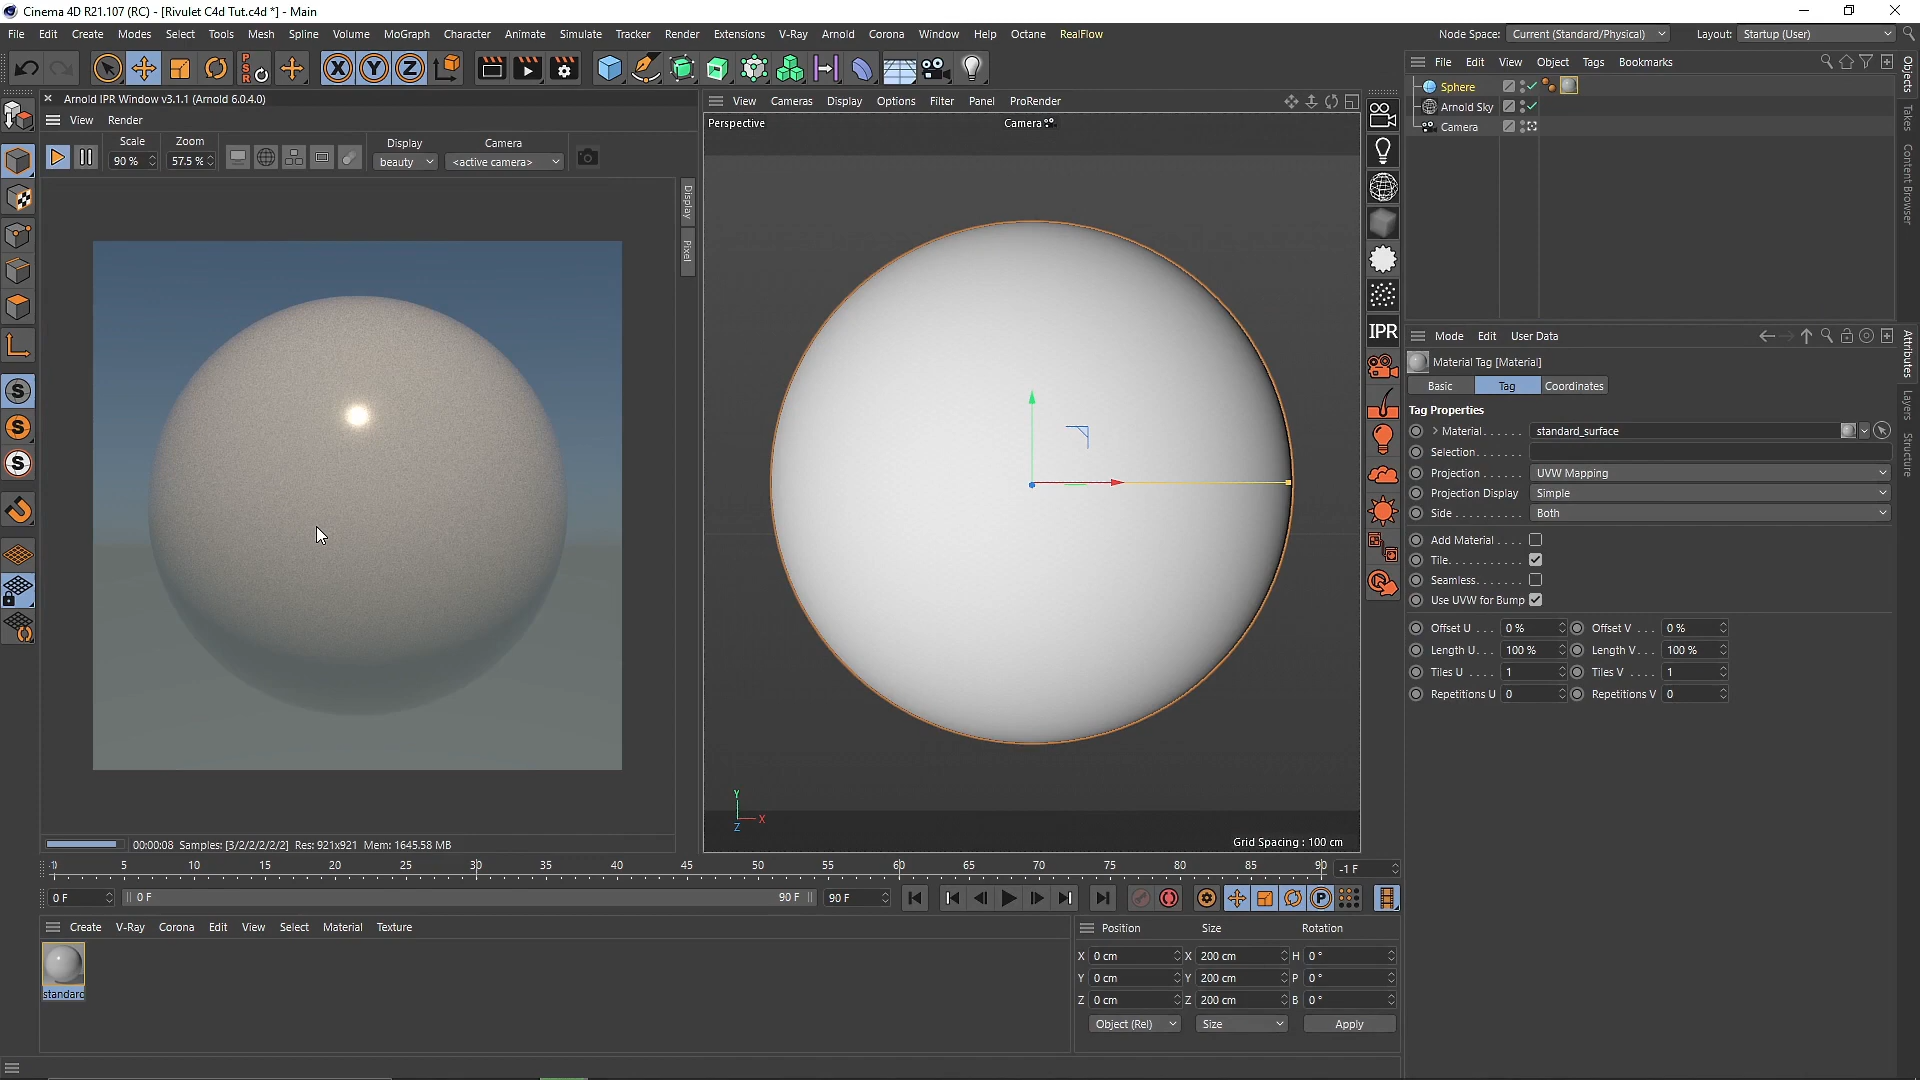 Cinema 4D R21.107 (RC) - [Rivulet C4d Tut.c4d *] - Main
File Edit Create Modes Select Tools Mesh Spline Volume MoGraph Character Animate Simulate Tracker Render Extensions V-Ray Arnold Corona Window Help Octane RealFlow
Node Space: Current (Standard/Physical) Layout: Startup (User)
PSR
X Y Z
Arnold IPR Window v3.1.1 (Arnold 6.0.4.0)
View Render
Scale Zoom Display Camera
90 % 57.5 % beauty <active camera>
Display
Pixel
00:00:08 Samples: [3/2/2/2/2/2] Res: 921x921 Mem: 1645.58 MB
View Cameras Display Options Filter Panel ProRender
Perspective Camera
Y
X
Z
Grid Spacing : 100 cm
IPR
File Edit View Object Tags Bookmarks
Sphere
Arnold Sky
Camera
Objects
Takes
Content Browser
Mode Edit User Data
Material Tag [Material]
Basic Tag Coordinates
Tag Properties
Material . . . . . . standard_surface
Selection. . . . . . .
Projection . . . . . . UVW Mapping
Projection Display Simple
Side . . . . . . . . . . Both
Add Material . . . .
Tile. . . . . . . . . . .
Seamless. . . . . . .
Use UVW for Bump
Offset U . . . 0 % Offset V . . . 0 %
Length U. . . 100 % Length V. . . 100 %
Tiles U . . . . 1 Tiles V . . . . 1
Repetitions U 0 Repetitions V 0
Attributes
Layers
Structure
5 10 15 20 25 30 35 40 45 50 55 60 65 70 75 80 85 90 -1 F
0 F 0 F 90 F 90 F
Create V-Ray Corona Edit View Select Material Texture
standard
Position Size Rotation
X 0 cm X 200 cm H 0 °
Y 0 cm Y 200 cm P 0 °
Z 0 cm Z 200 cm B 0 °
Object (Rel) Size Apply